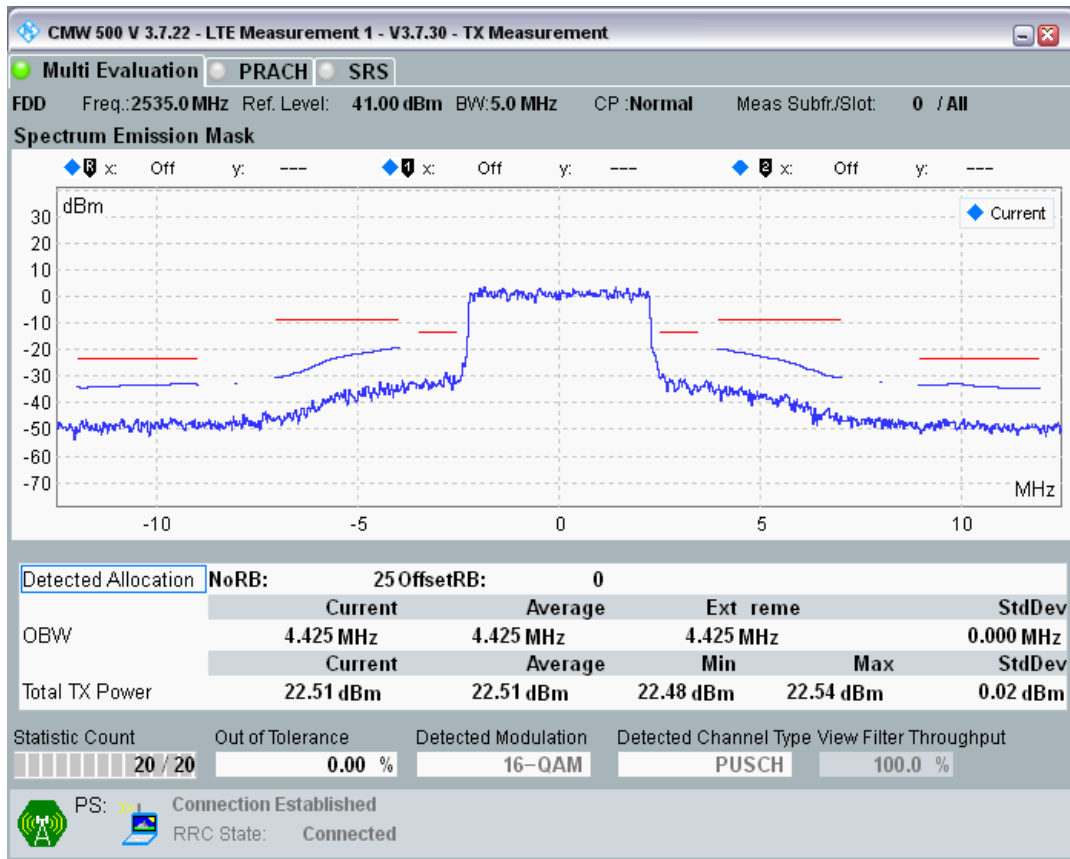 CMW 500 V 3.7.22 - LTE Measurement 1 - V3.7.30 - TX Measurement
Multi Evaluation PRACH SRS
FDD Freq.:2535.0 MHz Ref. Level: 41.00 dBm BW:5.0 MHz CP :Normal Meas Subfr./Slot: 0 / All
Spectrum Emission Mask
R x: Off y: --- 1 x: Off y: --- 2 x: Off y: ---
dBm
Current
30
20
10
0
-10
-20
-30
-40
-50
-60
-70
MHz
-10 -5 0 5 10
Detected Allocation NoRB: 25 OffsetRB: 0
Current Average Ext reme StdDev
OBW 4.425 MHz 4.425 MHz 4.425 MHz 0.000 MHz
Current Average Min Max StdDev
Total TX Power 22.51 dBm 22.51 dBm 22.48 dBm 22.54 dBm 0.02 dBm
Statistic Count Out of Tolerance Detected Modulation Detected Channel Type View Filter Throughput
20 / 20 0.00 % 16-QAM PUSCH 100.0 %
PS: Connection Established
RRC State: Connected